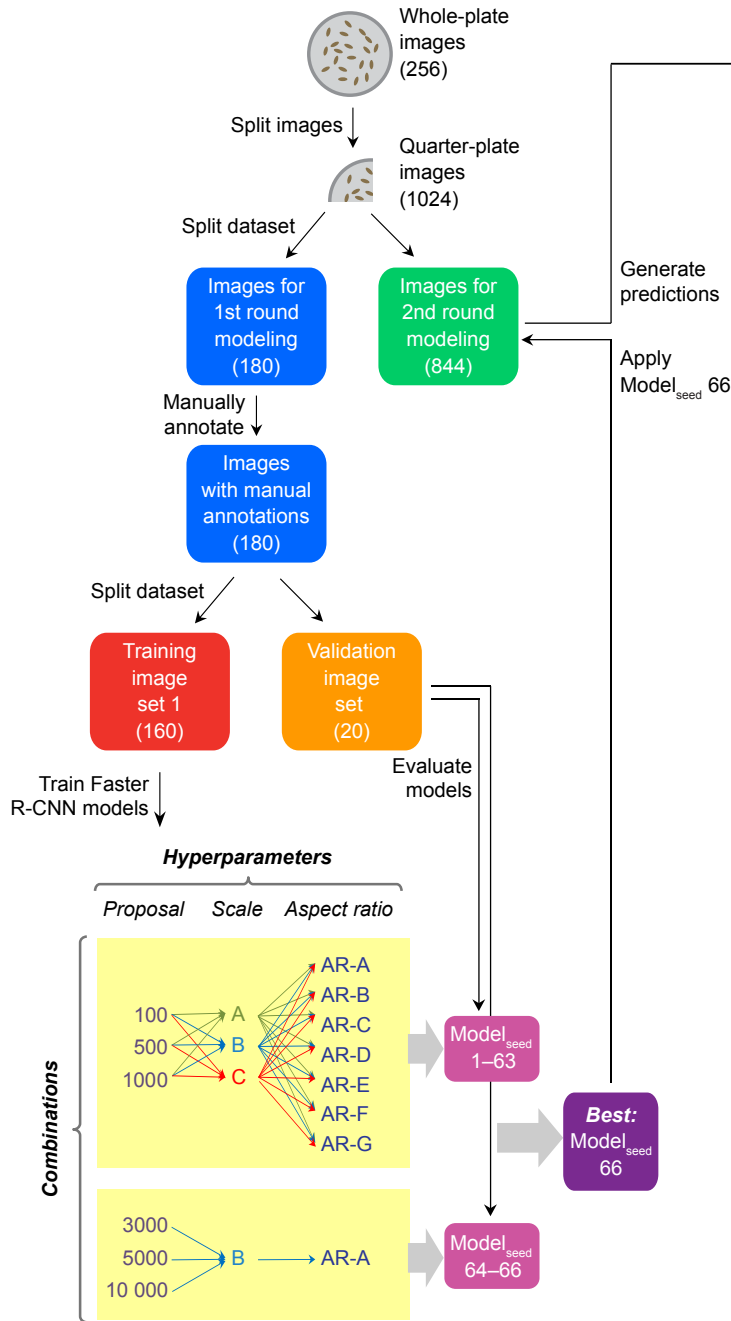 Whole-plate
images
(256)
Split images
Quarter-plate
images
(1024)
Split dataset
Images for
1st round
modeling
(180)
Images for
2nd round
modeling
(844)
Generate
predictions
Apply
Model_seed 66
Manually
annotate
Images
with manual
annotations
(180)
Split dataset
Training
image
set 1
(160)
Validation
image
set
(20)
Evaluate
models
Train Faster
R-CNN models
Hyperparameters
Proposal Scale Aspect ratio
Combinations
100
500
1000
A
B
C
AR-A
AR-B
AR-C
AR-D
AR-E
AR-F
AR-G
Model_seed
1–63
Best:
Model_seed
66
3000
5000
10 000
B
AR-A
Model_seed
64–66